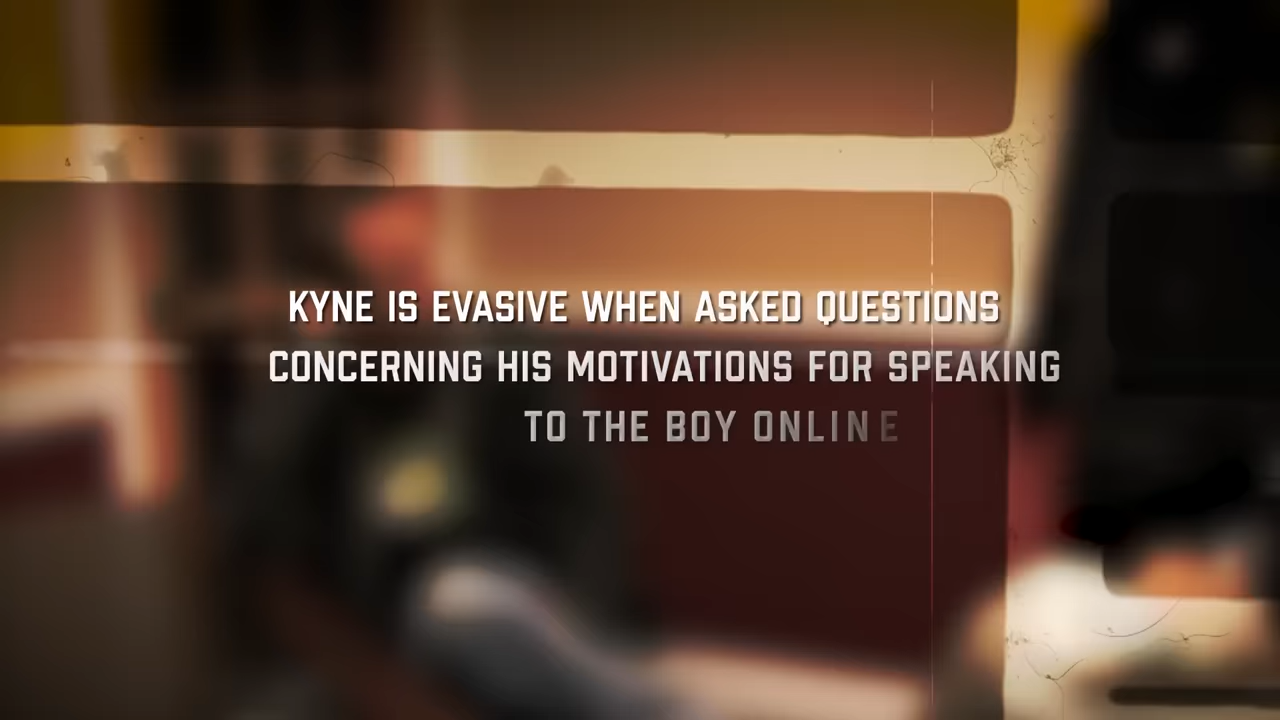 KYNE IS EVASIVE WHEN ASKED QUESTIONS
CONCERNING HIS MOTIVATIONS FOR SPEAKING
TO THE BOY ONLINE